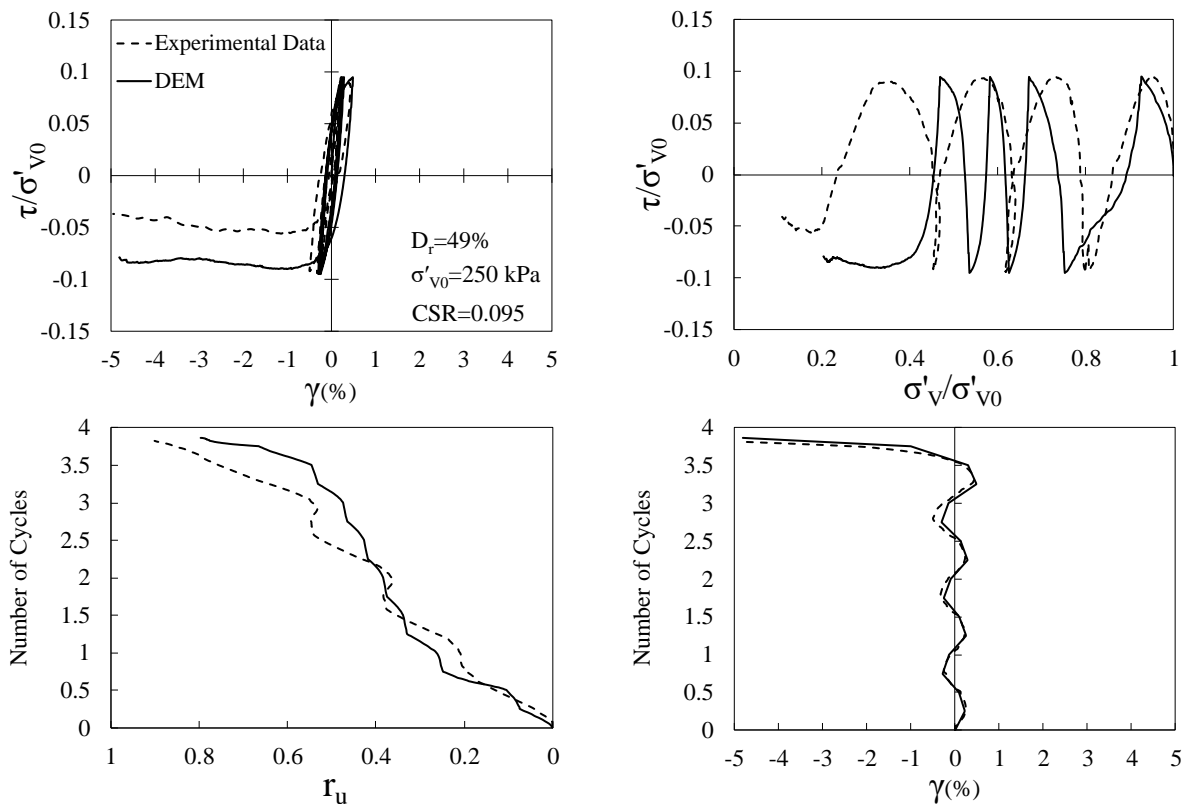 0.15
0.1
0.05
0
-0.05
-0.1
-0.15
τ/σ'V0
Experimental Data
DEM
Dr=49%
σ'V0=250 kPa
CSR=0.095
-5 -4 -3 -2 -1 0 1 2 3 4 5
γ(%)
0.15
0.1
0.05
0
-0.05
-0.1
-0.15
τ/σ'V0
0 0.2 0.4 0.6 0.8 1
σ'V/σ'V0
4
3.5
3
2.5
2
1.5
1
0.5
0
Number of Cycles
1 0.8 0.6 0.4 0.2 0
ru
4
3.5
3
2.5
2
1.5
1
0.5
0
Number of Cycles
-5 -4 -3 -2 -1 0 1 2 3 4 5
γ(%)